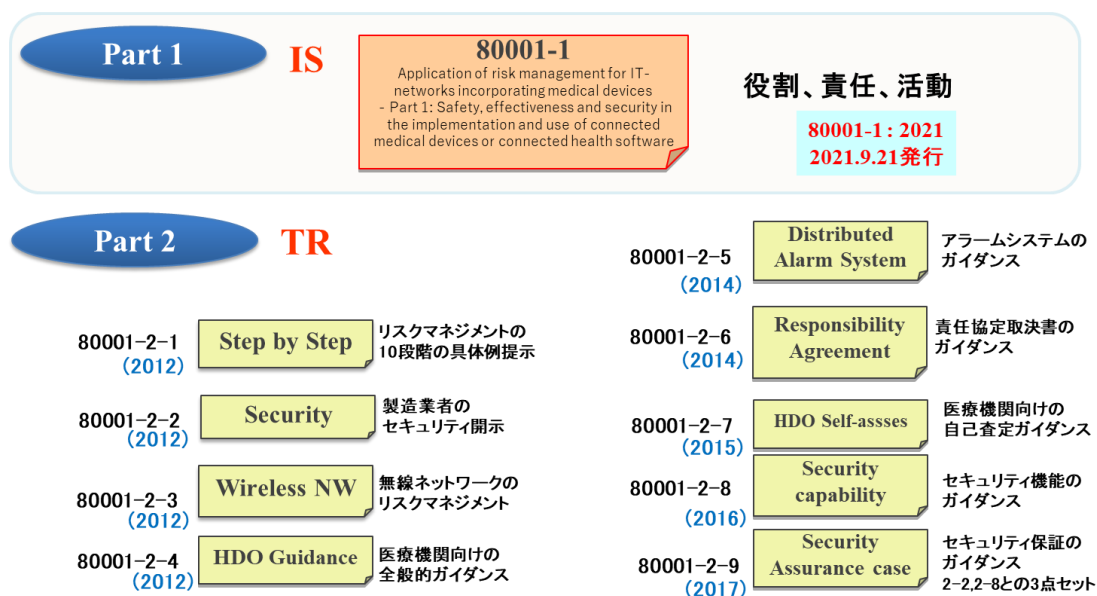 Part 1
IS
80001-1
Application of risk management for IT-
networks incorporating medical devices
- Part 1: Safety, effectiveness and security in
the implementation and use of connected
medical devices or connected health software
役割、責任、活動
80001-1 : 2021
2021.9.21発行
Part 2
TR
80001-2-1
(2012)
Step by Step
リスクマネジメントの
10段階の具体例提示
80001-2-2
(2012)
Security
製造業者の
セキュリティ開示
80001-2-3
(2012)
Wireless NW
無線ネットワークの
リスクマネジメント
80001-2-4
(2012)
HDO Guidance
医療機関向けの
全般的ガイダンス
80001-2-5
(2014)
Distributed
Alarm System
アラームシステムの
ガイダンス
80001-2-6
(2014)
Responsibility
Agreement
責任協定取決書の
ガイダンス
80001-2-7
(2015)
HDO Self-assses
医療機関向けの
自己査定ガイダンス
80001-2-8
(2016)
Security
capability
セキュリティ機能の
ガイダンス
80001-2-9
(2017)
Security
Assurance case
セキュリティ保証の
ガイダンス
2-2,2-8との3点セット